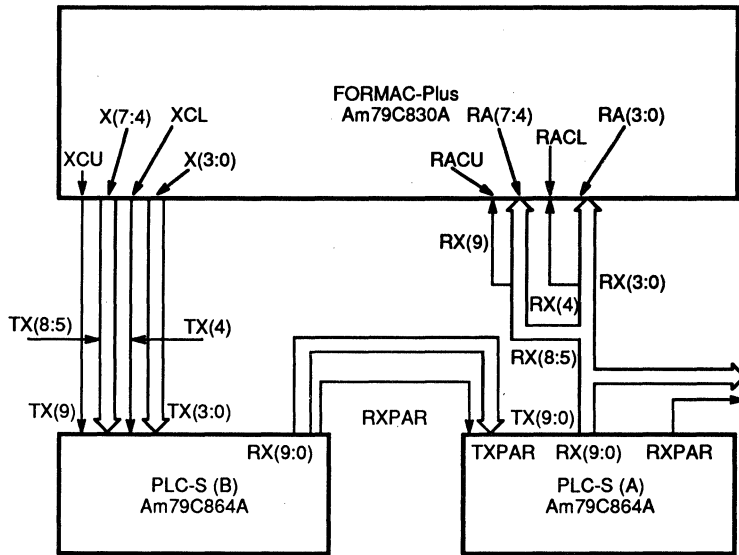 FORMAC-Plus
Am79C830A
X(7:4)
XCL
RA(7:4)
RA(3:0)
XCU
X(3:0)
RACU
RACL
RX(9)
RX(4)
RX(3:0)
TX(8:5)
TX(4)
RX(8:5)
TX(9)
TX(3:0)
RXPAR
TX(9:0)
RX(9:0)
TXPAR
RX(9:0)
RXPAR
PLC-S (B)
Am79C864A
PLC-S (A)
Am79C864A